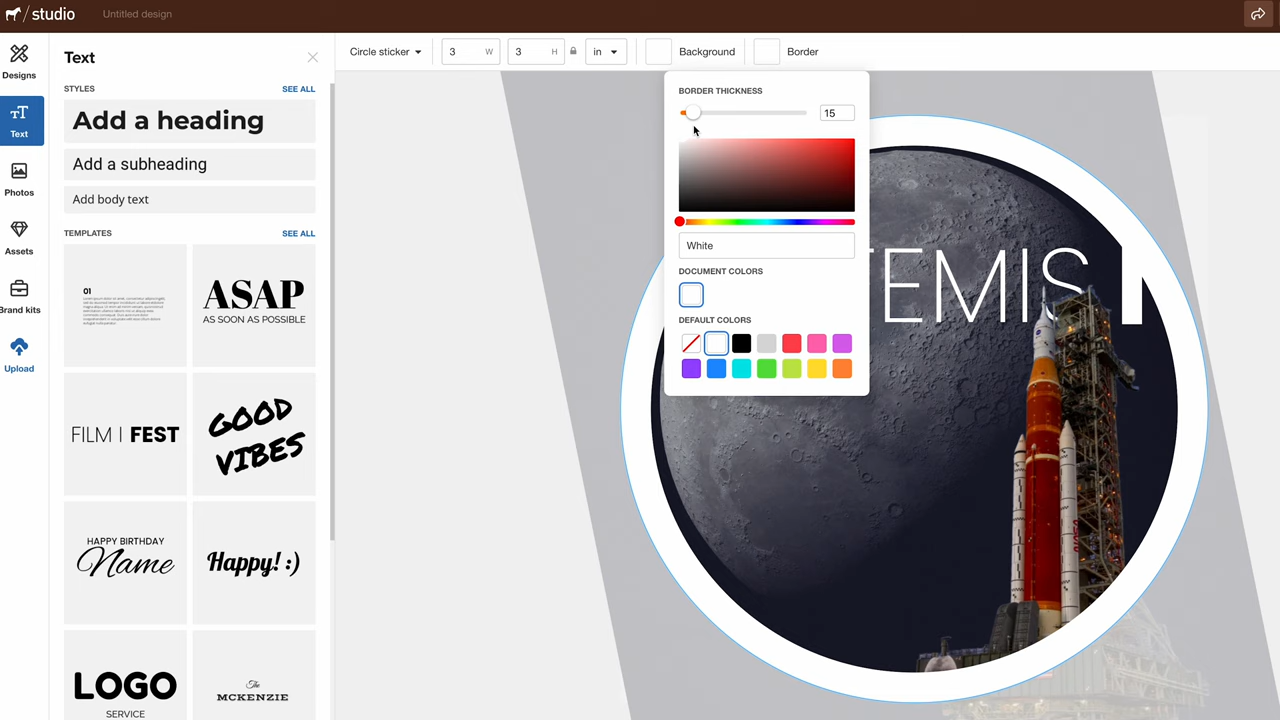 /studio
Untitled design
Circle sticker
3 W
3 H
in
Background
Border
Designs
Text
Photos
Assets
Brand kits
Upload
Text
STYLES
SEE ALL
Add a heading
Add a subheading
Add body text
TEMPLATES
SEE ALL
01
ASAP
AS SOON AS POSSIBLE
FILM | FEST
GOOD
VIBES
HAPPY BIRTHDAY
Name
Happy! :)
LOGO
SERVICE
The
MCKENZIE
BORDER THICKNESS
15
White
DOCUMENT COLORS
DEFAULT COLORS
TEMIS I
NASA